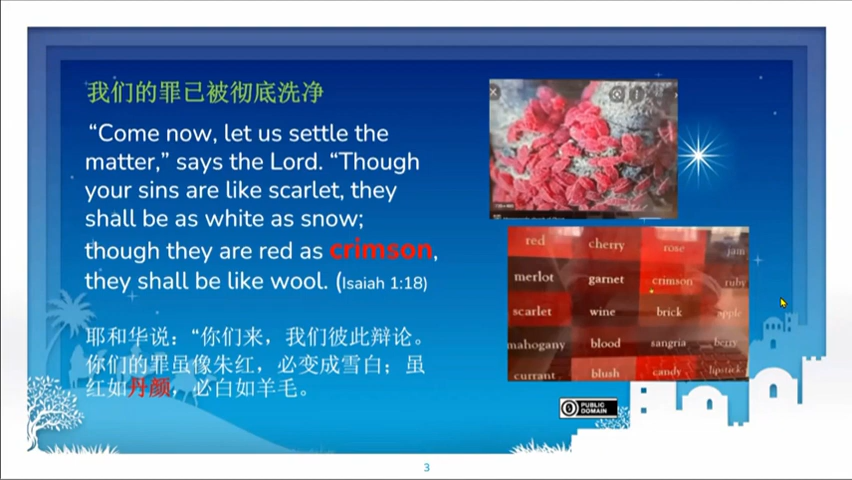 我们的罪已被彻底洗净
“Come now, let us settle the
matter,” says the Lord. “Though
your sins are like scarlet, they
shall be as white as snow;
though they are red as crimson,
they shall be like wool. (Isaiah 1:18)
耶和华说：“你们来，我们彼此辩论。
你们的罪虽像朱红，必变成雪白；虽
红如丹颜，必白如羊毛。
red cherry rose jam
merlot garnet crimson ruby
scarlet wine brick apple
mahogany blood sangria berry
currant blush candy lipstick
PUBLIC
DOMAIN
3